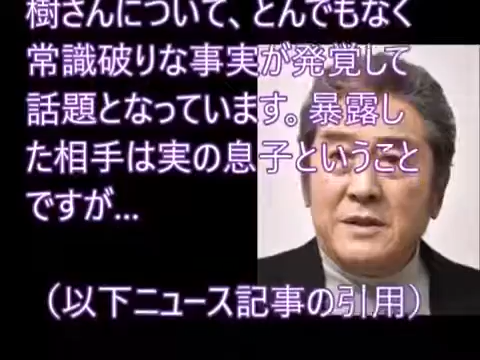 樹さんについて、とんでもなく
常識破りな事実が発覚して
話題となっています。暴露し
た相手は実の息子ということ
ですが...
（以下ニュース記事の引用）